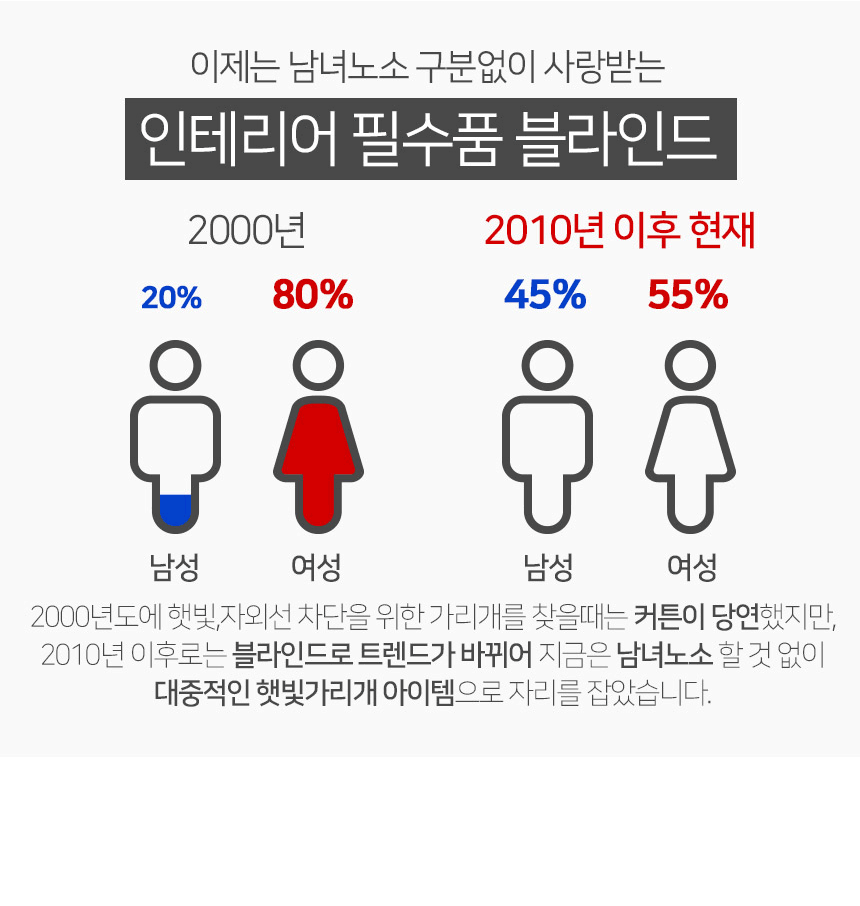 이제는 남녀노소 구분없이 사랑받는
인테리어 필수품 블라인드
2000년
2010년 이후 현재
20% 80%
45% 55%
남성 여성
남성 여성
2000년도에 햇빛,자외선 차단을 위한 가리개를 찾을때는 커튼이 당연했지만,
2010년 이후로는 블라인드로 트렌드가 바뀌어 지금은 남녀노소 할 것 없이
대중적인 햇빛가리개 아이템으로 자리를 잡았습니다.